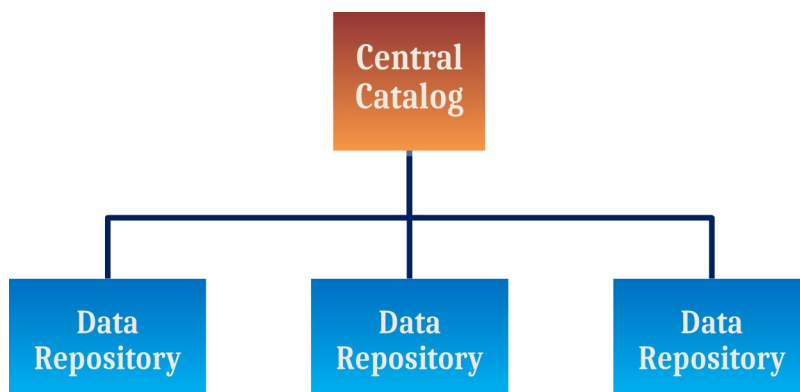 Central
Catalog
Data
Repository
Data
Repository
Data
Repository